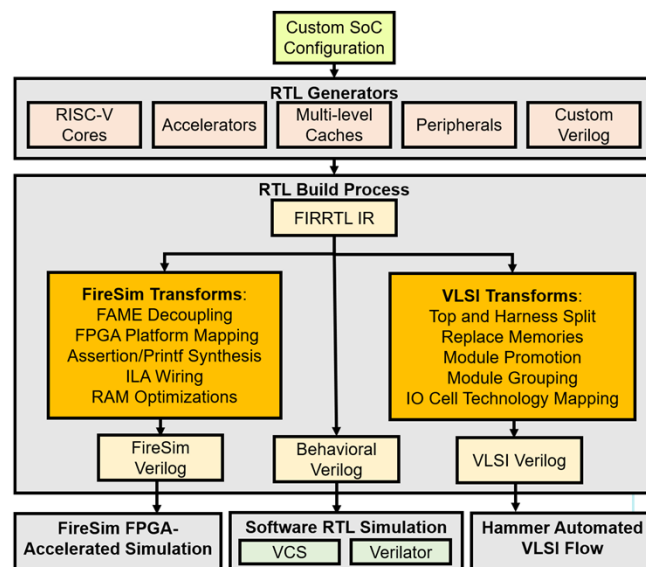 Custom SoC
Configuration
RTL Generators
RISC-V
Cores
Accelerators
Multi-level
Caches
Peripherals
Custom
Verilog
RTL Build Process
FIRRTL IR
FireSim Transforms:
FAME Decoupling
FPGA Platform Mapping
Assertion/Printf Synthesis
ILA Wiring
RAM Optimizations
VLSI Transforms:
Top and Harness Split
Replace Memories
Module Promotion
Module Grouping
IO Cell Technology Mapping
FireSim
Verilog
Behavioral
Verilog
VLSI Verilog
FireSim FPGA-
Accelerated Simulation
Software RTL Simulation
VCS
Verilator
Hammer Automated
VLSI Flow